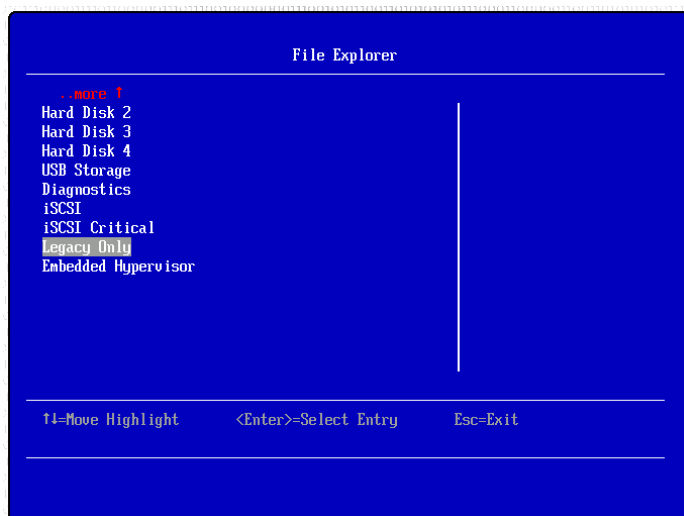 File Explorer
..more ↑
Hard Disk 2
Hard Disk 3
Hard Disk 4
USB Storage
Diagnostics
iSCSI
iSCSI Critical
Legacy Only
Embedded Hypervisor
↑↓=Move Highlight <Enter>=Select Entry Esc=Exit